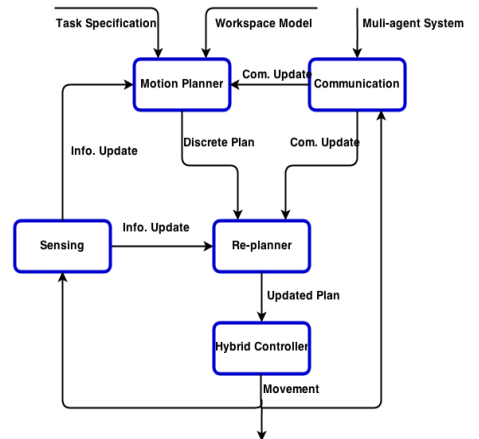 Task Specification
Workspace Model
Muli-agent System
Motion Planner
Com. Update
Communication
Discrete Plan
Com. Update
Info. Update
Info. Update
Sensing
Re-planner
Updated Plan
Hybrid Controller
Movement